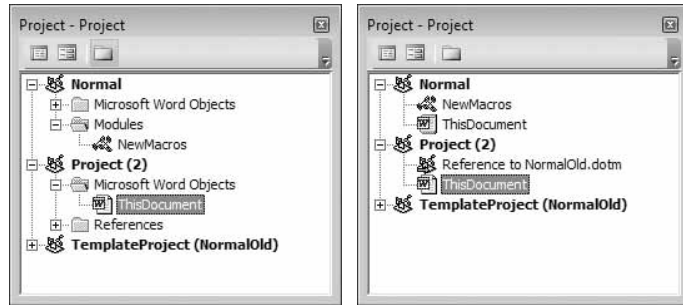 Project - Project
Normal
Microsoft Word Objects
Modules
NewMacros
Project (2)
Microsoft Word Objects
ThisDocument
References
TemplateProject (NormalOld)
Project - Project
Normal
NewMacros
ThisDocument
Project (2)
Reference to NormalOld.dotm
ThisDocument
TemplateProject (NormalOld)